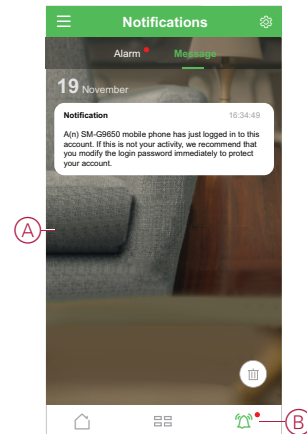 Notifications
Alarm
Message
19 November
Notification 16:34:49
A(n) SM-G9650 mobile phone has just logged in to this
account. If this is not your activity, we recommend that
you modify the login password immediately to protect
your account.
A
B